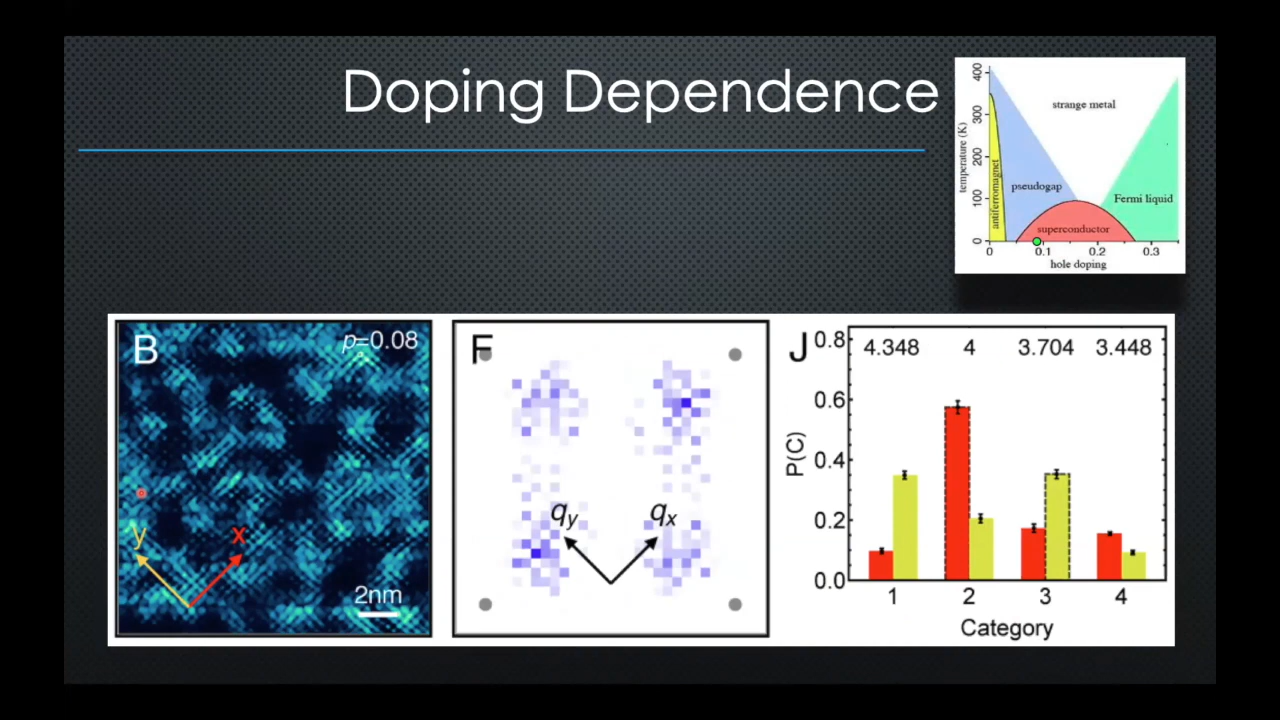 Doping Dependence
400
300
200
100
0
temperature (K)
strange metal
antiferromagnet
pseudogap
Fermi liquid
superconductor
0 0.1 0.2 0.3
hole doping
B
p=0.08
y
x
2nm
F
qy
qx
J
0.8
0.6
0.4
0.2
0.0
P(C)
4.348 4 3.704 3.448
1 2 3 4
Category